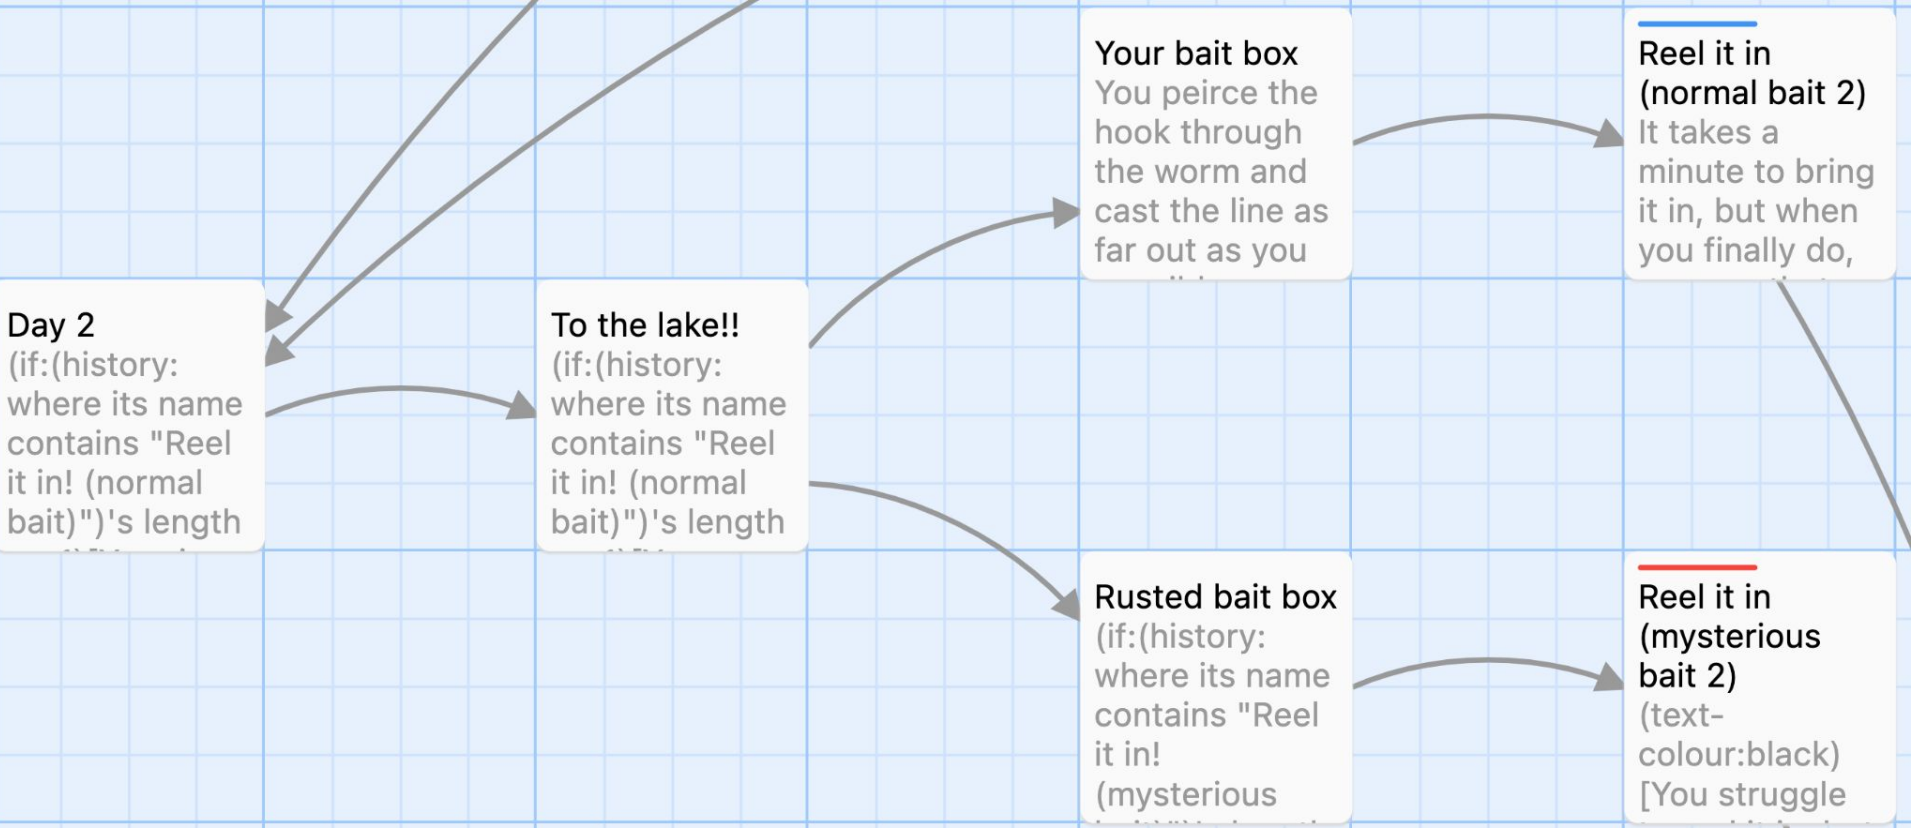 Day 2
(if:(history:
where its name
contains "Reel
it in! (normal
bait)")'s length
To the lake!!
(if:(history:
where its name
contains "Reel
it in! (normal
bait)")'s length
Your bait box
You peirce the
hook through
the worm and
cast the line as
far out as you
Rusted bait box
(if:(history:
where its name
contains "Reel
it in!
(mysterious
Reel it in
(normal bait 2)
It takes a
minute to bring
it in, but when
you finally do,
Reel it in
(mysterious
bait 2)
(text-
colour:black)
[You struggle